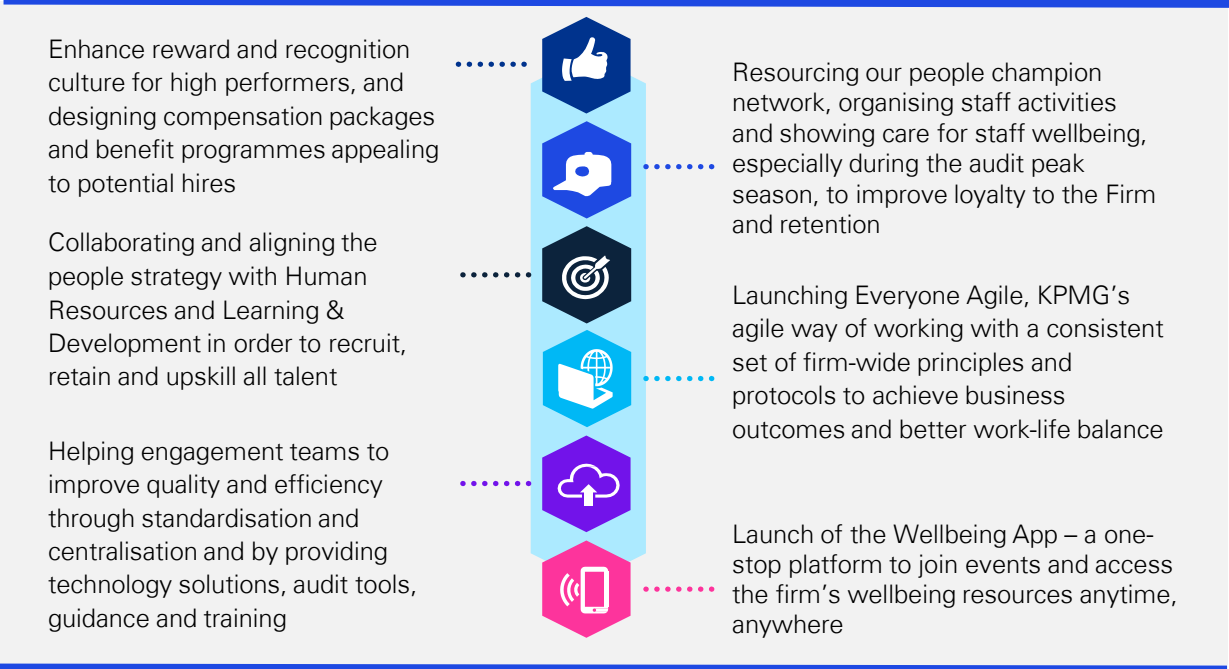 Enhance reward and recognition
culture for high performers, and
designing compensation packages
and benefit programmes appealing
to potential hires
Resourcing our people champion
network, organising staff activities
and showing care for staff wellbeing,
especially during the audit peak
season, to improve loyalty to the Firm
and retention
Collaborating and aligning the
people strategy with Human
Resources and Learning &
Development in order to recruit,
retain and upskill all talent
Launching Everyone Agile, KPMG's
agile way of working with a consistent
set of firm-wide principles and
protocols to achieve business
outcomes and better work-life balance
Helping engagement teams to
improve quality and efficiency
through standardisation and
centralisation and by providing
technology solutions, audit tools,
guidance and training
Launch of the Wellbeing App – a one-
stop platform to join events and access
the firm's wellbeing resources anytime,
anywhere